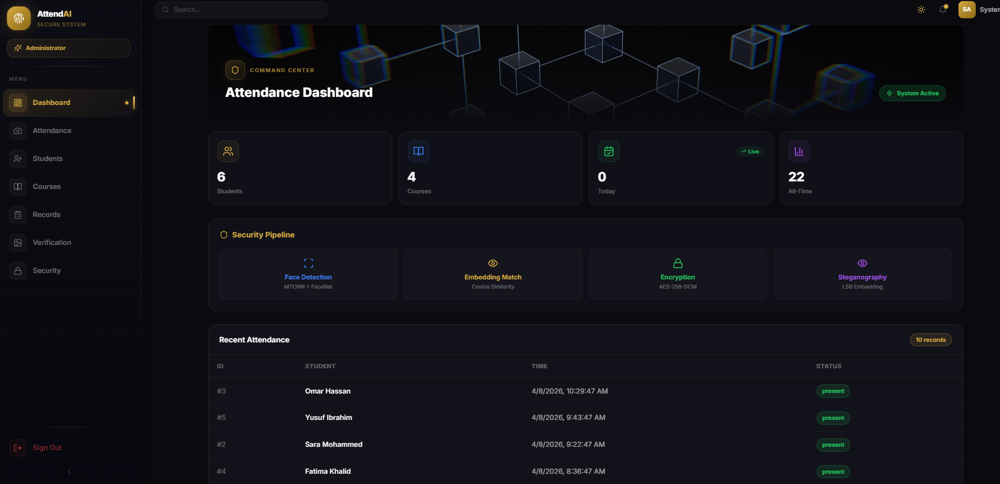 AttendAI
SECURE SYSTEM
Administrator
MENU
Dashboard
Attendance
Students
Courses
Records
Verification
Security
Sign Out
Search...
SA
COMMAND CENTER
Attendance Dashboard
System Active
6
Students
4
Courses
Live
0
Today
22
All-Time
Security Pipeline
Face Detection
MTCNN + FaceNet
Embedding Match
Cosine Similarity
Encryption
AES-256-GCM
Steganography
LSB Embedding
Recent Attendance
10 records
ID STUDENT TIME STATUS
#3 Omar Hassan 4/8/2026, 10:29:47 AM present
#5 Yusuf Ibrahim 4/8/2026, 9:43:47 AM present
#2 Sara Mohammed 4/8/2026, 9:22:47 AM present
#4 Fatima Khalid 4/8/2026, 8:36:47 AM present